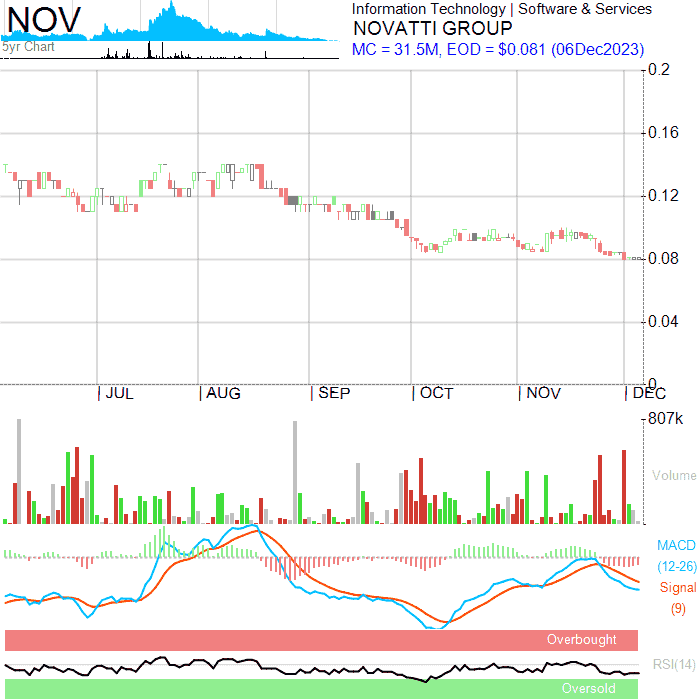 NOV
5yr Chart
Information Technology | Software & Services
NOVATTI GROUP
MC = 31.5M, EOD = $0.081 (06Dec2023)
0.2
0.16
0.12
0.08
0.04
0
| JUL | AUG | SEP | OCT | NOV | DEC
807k
Volume
MACD
(12-26)
Signal
(9)
Overbought
RSI(14)
Oversold